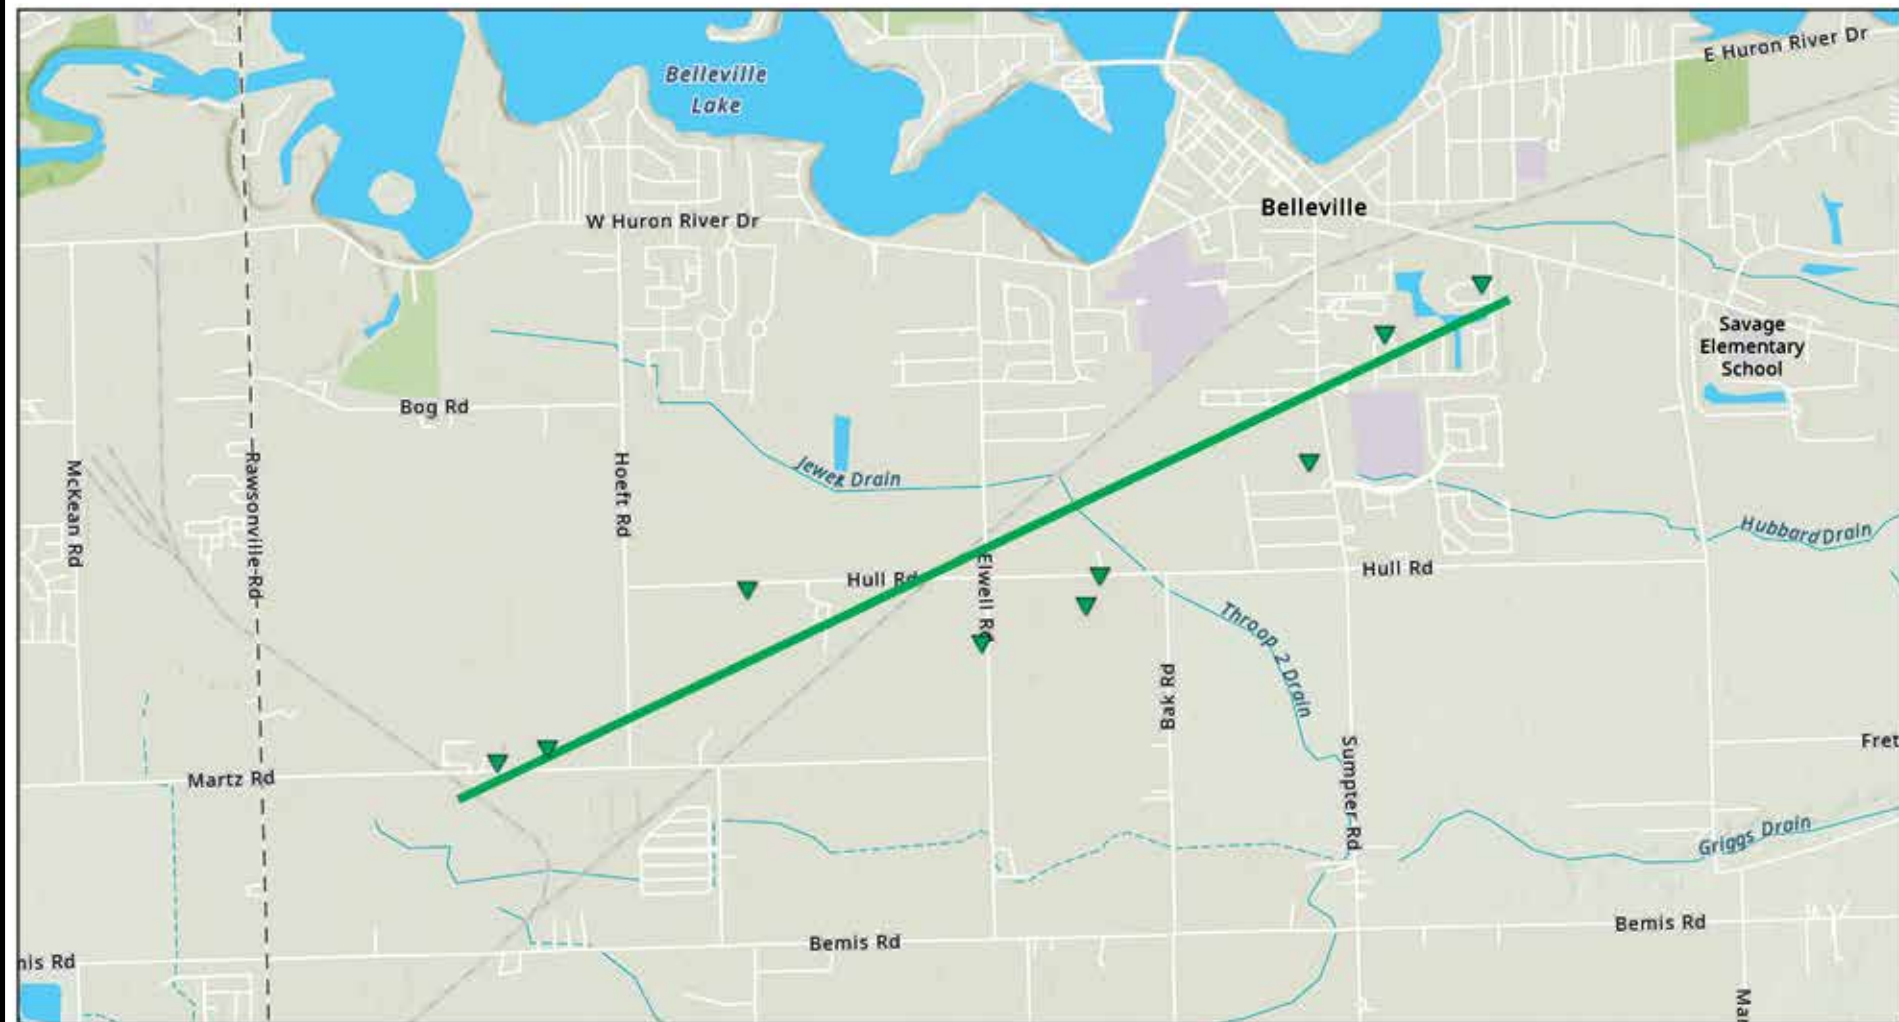 E Huron River Dr
Belleville
Lake
W Huron River Dr
Belleville
Savage
Elementary
School
Bog Rd
McKean Rd
Rawsonville Rd
Hoeft Rd
Drain
Hubbard Drain
Hull Rd
Elwell Rd
Hull Rd
Throop 2 Drain
Bak Rd
Sumpter Rd
Fret
Martz Rd
Griggs Drain
Bemis Rd
Bemis Rd
nis Rd
Mar